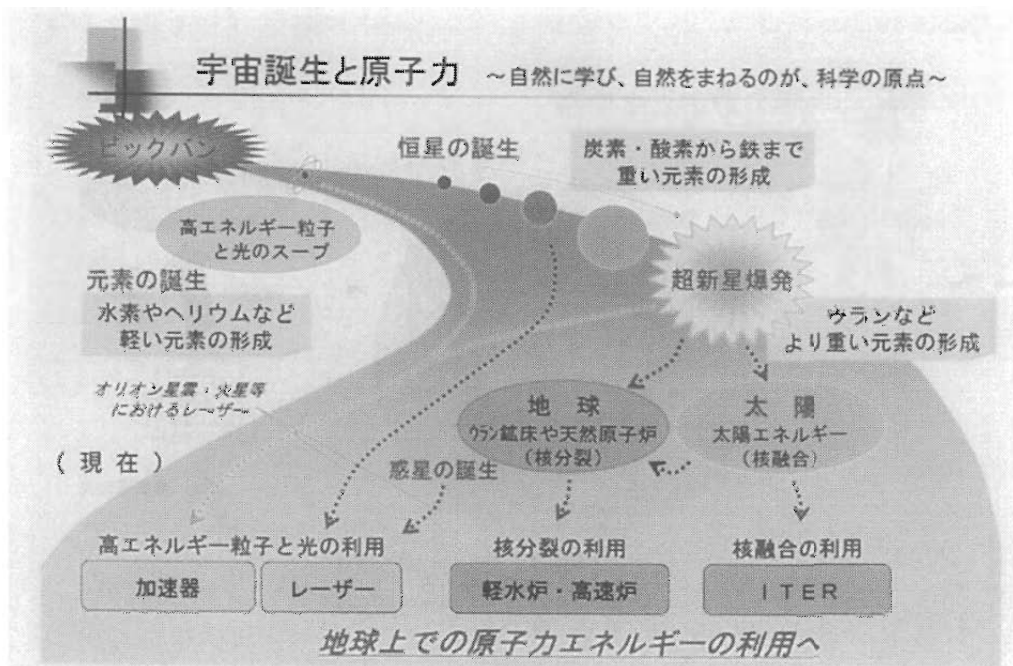 宇宙誕生と原子力 ～自然に学び、自然をまねるのが、科学の原点～
ビックバン
恒星の誕生
炭素・酸素から鉄まで
重い元素の形成
高エネルギー粒子
と光のスープ
元素の誕生
水素やヘリウムなど
軽い元素の形成
超新星爆発
ウランなど
より重い元素の形成
オリオン星雲・火星等
におけるレーザー
地 球
ウラン鉱床や天然原子炉
(核分裂)
太 陽
太陽エネルギー
(核融合)
( 現 在 )
惑星の誕生
高エネルギー粒子と光の利用
核分裂の利用
核融合の利用
加速器
レーザー
軽水炉・高速炉
ITER
地球上での原子力エネルギーの利用へ